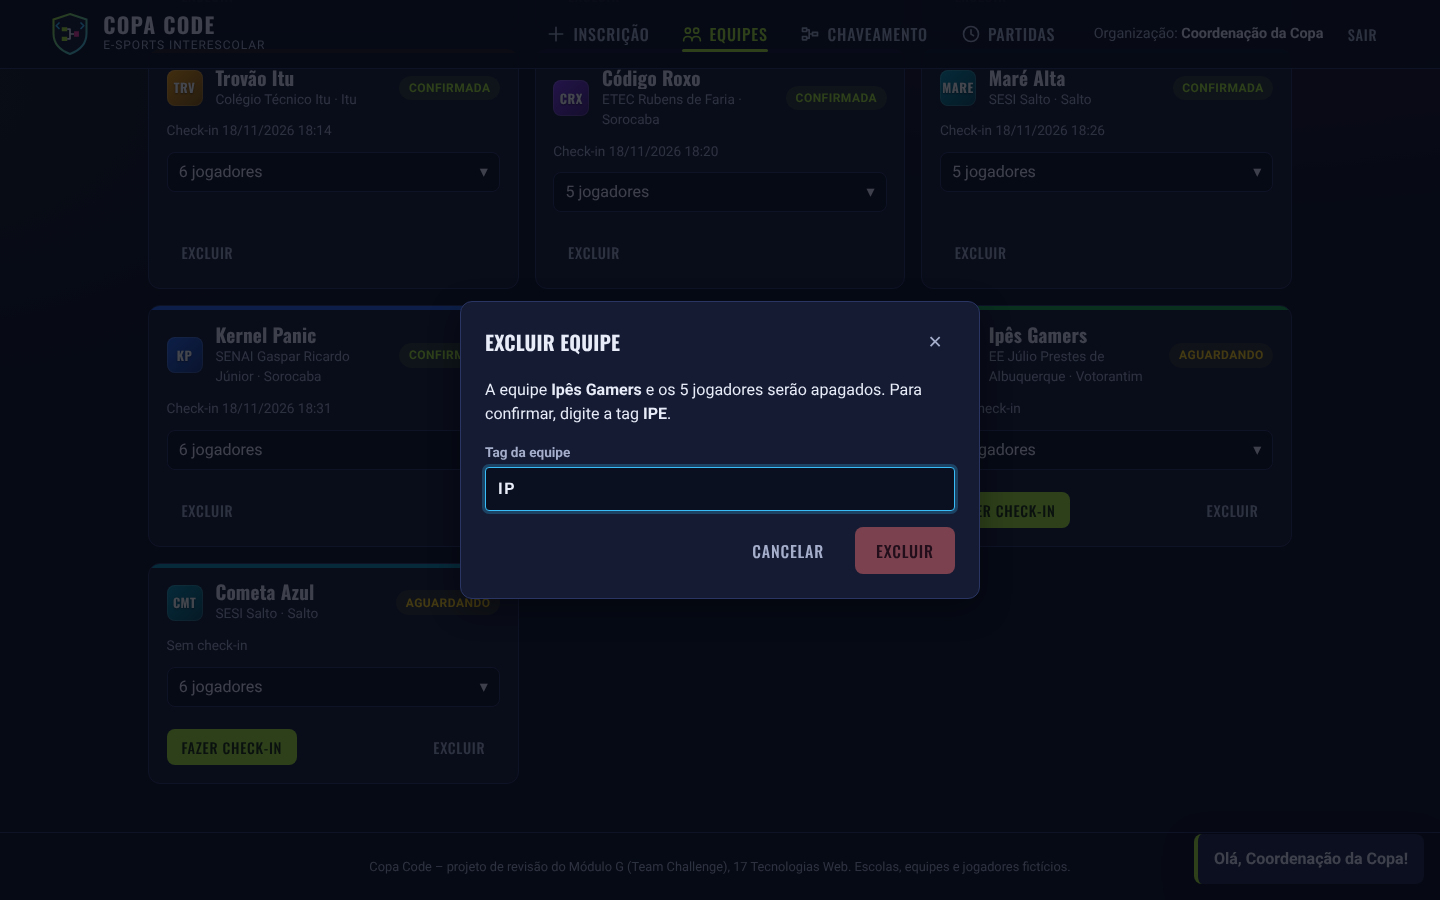 COPA CODE
E-SPORTS INTERESCOLAR
INSCRIÇÃO
EQUIPES
CHAVEAMENTO
PARTIDAS
Organização: Coordenação da Copa
SAIR
TRV
Trovão Itu
Colégio Técnico Itu · Itu
CONFIRMADA
Check-in 18/11/2026 18:14
6 jogadores
EXCLUIR
CRX
Código Roxo
ETEC Rubens de Faria ·
Sorocaba
CONFIRMADA
Check-in 18/11/2026 18:20
5 jogadores
EXCLUIR
MARE
Maré Alta
SESI Salto · Salto
CONFIRMADA
Check-in 18/11/2026 18:26
5 jogadores
EXCLUIR
KP
Kernel Panic
SENAI Gaspar Ricardo
Júnior · Sorocaba
CONFIRM
Check-in 18/11/2026 18:31
6 jogadores
EXCLUIR
Ipês Gamers
EE Júlio Prestes de
Albuquerque · Votorantim
AGUARDANDO
heck-in
gadores
ER CHECK-IN
EXCLUIR
CMT
Cometa Azul
SESI Salto · Salto
AGUARDANDO
Sem check-in
6 jogadores
FAZER CHECK-IN
EXCLUIR
EXCLUIR EQUIPE
×
A equipe Ipês Gamers e os 5 jogadores serão apagados. Para
confirmar, digite a tag IPE.
Tag da equipe
IP
CANCELAR
EXCLUIR
Copa Code – projeto de revisão do Módulo G (Team Challenge), 17 Tecnologias Web. Escolas, equipes e jogadores fictícios.
Olá, Coordenação da Copa!